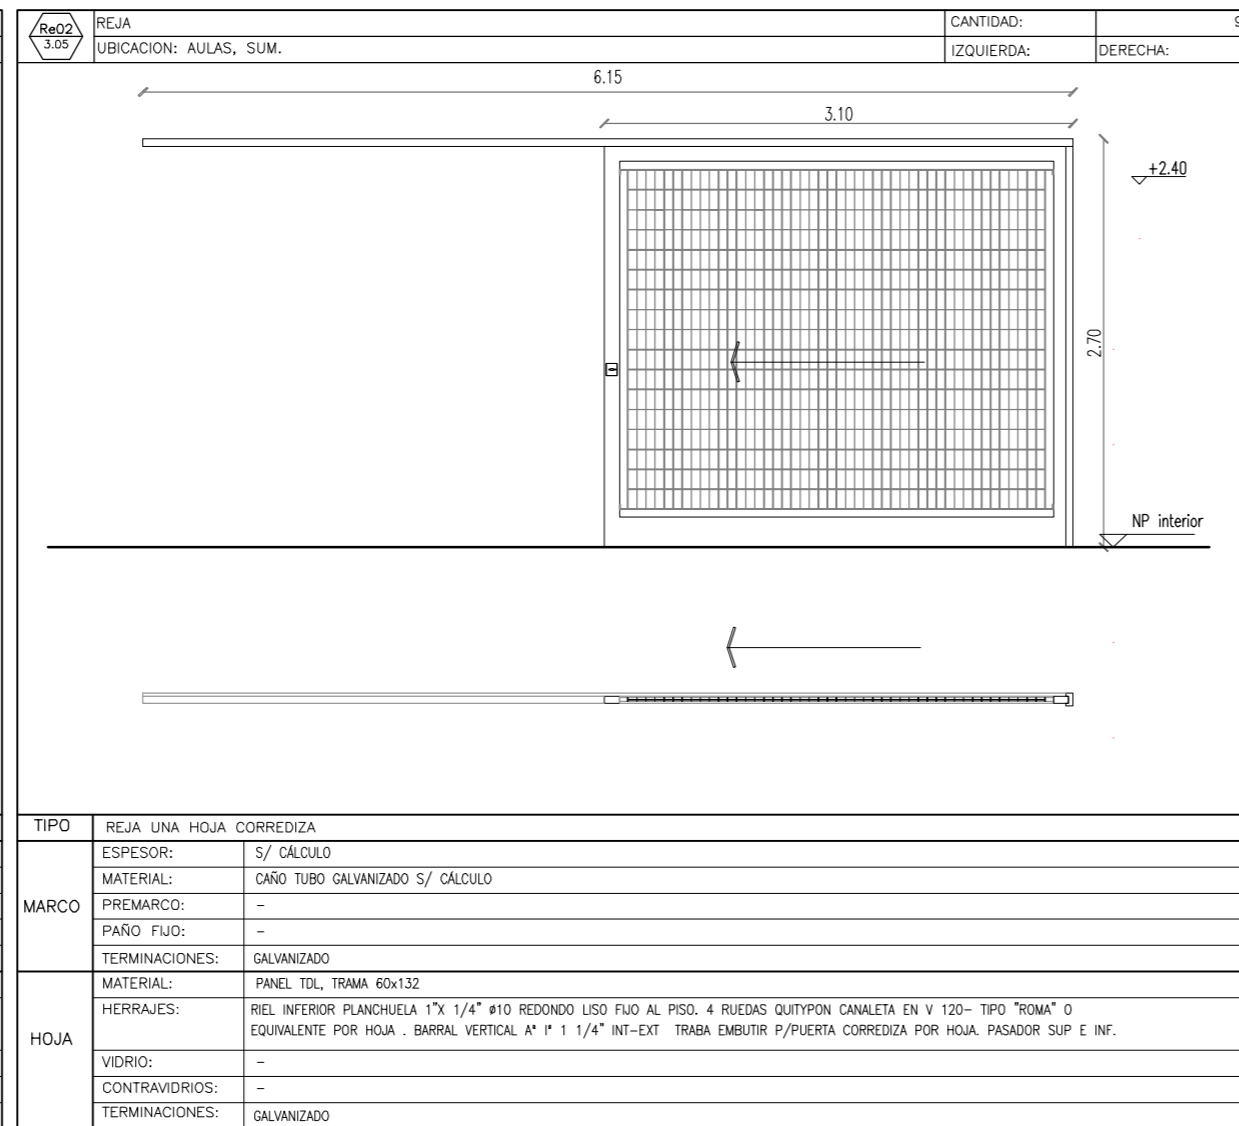 Re02
3.05
REJA
CANTIDAD: 9
UBICACION: AULAS, SUM.
IZQUIERDA:
DERECHA:
6.15
3.10
+2.40
2.70
NP interior
TIPO
REJA UNA HOJA CORREDIZA
MARCO
ESPESOR: S/ CÁLCULO
MATERIAL: CAÑO TUBO GALVANIZADO S/ CÁLCULO
PREMARCO: –
PAÑO FIJO: –
TERMINACIONES: GALVANIZADO
HOJA
MATERIAL: PANEL TDL, TRAMA 60x132
HERRAJES: RIEL INFERIOR PLANCHUELA 1"X 1/4" ø10 REDONDO LISO FIJO AL PISO. 4 RUEDAS QUITYPON CANALETA EN V 120– TIPO "ROMA" O
EQUIVALENTE POR HOJA . BARRAL VERTICAL Aº Iº 1 1/4" INT–EXT TRABA EMBUTIR P/PUERTA CORREDIZA POR HOJA. PASADOR SUP E INF.
VIDRIO: –
CONTRAVIDRIOS: –
TERMINACIONES: GALVANIZADO